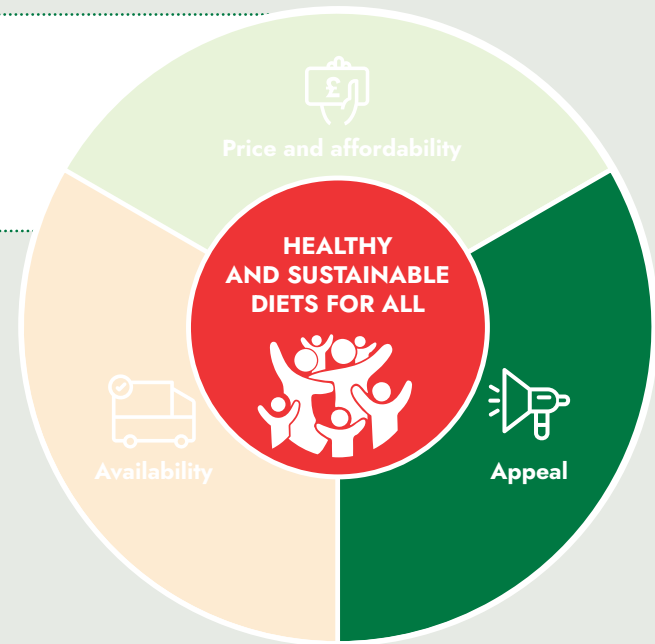 £
Price and affordability
HEALTHY
AND SUSTAINABLE
DIETS FOR ALL
Availability
Appeal